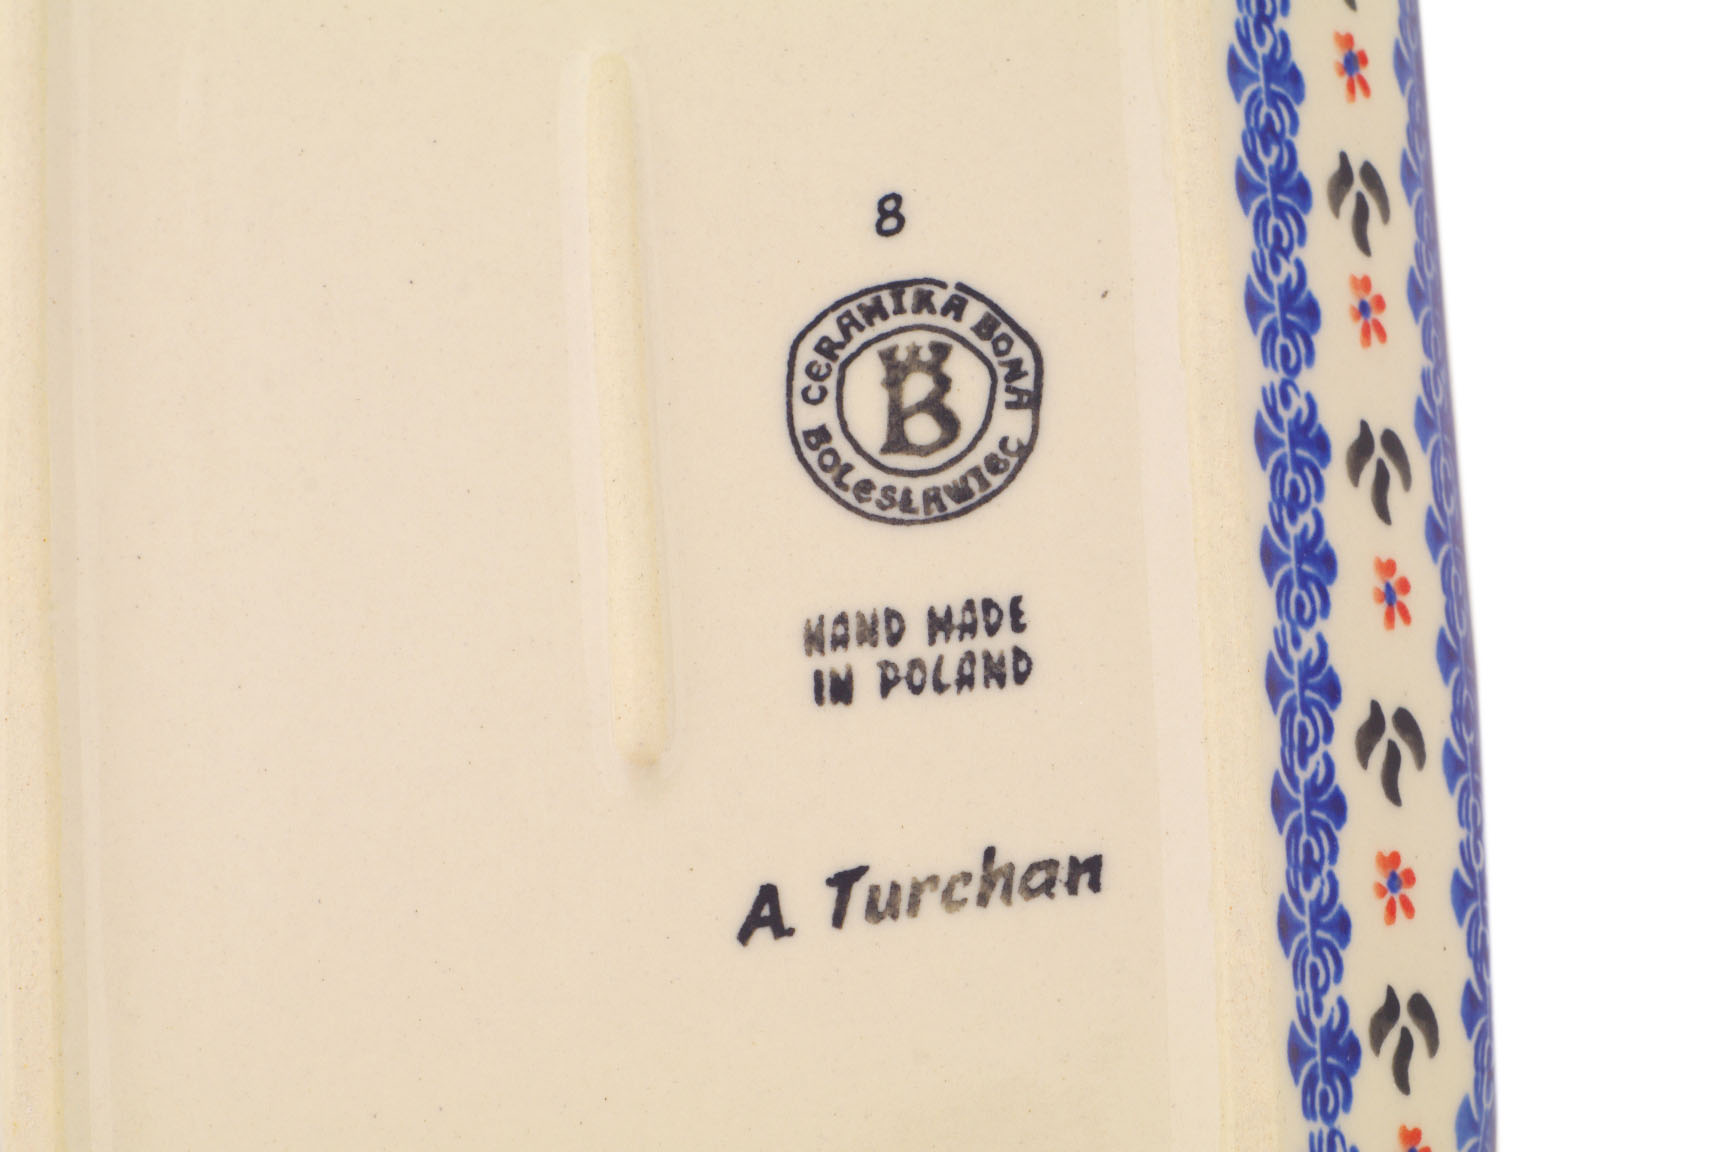 8
CERAMIKA BONA
BOLESŁAWIEC
B
HAND MADE
IN POLAND
A. Turchan